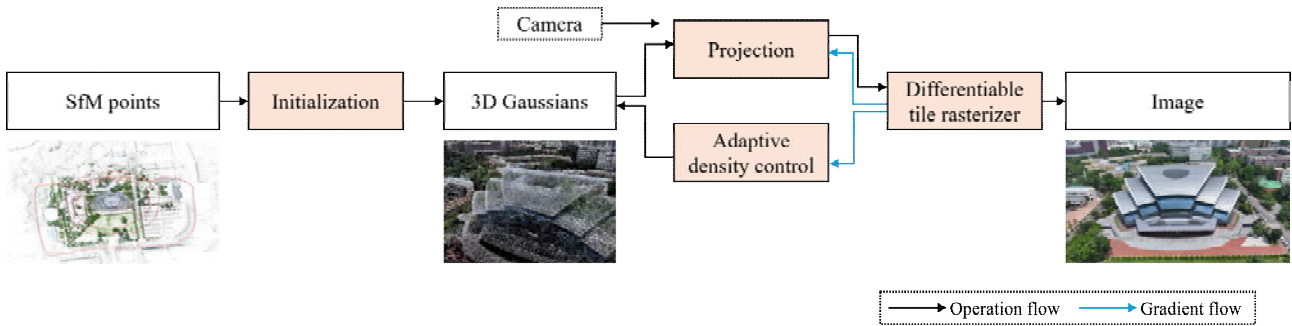 Camera
Projection
SfM points
Initialization
3D Gaussians
Differentiable
tile rasterizer
Image
Adaptive
density control
Operation flow
Gradient flow